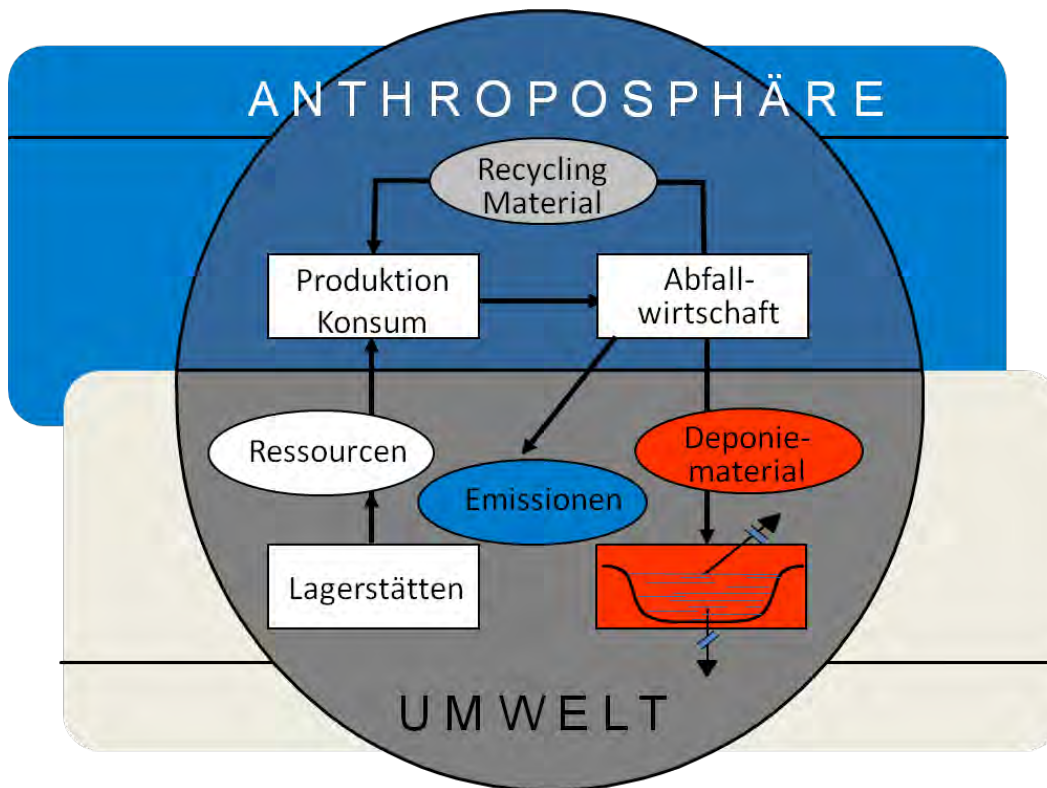 ANTHROPOSPHÄRE
Recycling
Material
Produktion
Konsum
Abfall-
wirtschaft
Ressourcen
Emissionen
Deponie-
material
Lagerstätten
UMWELT